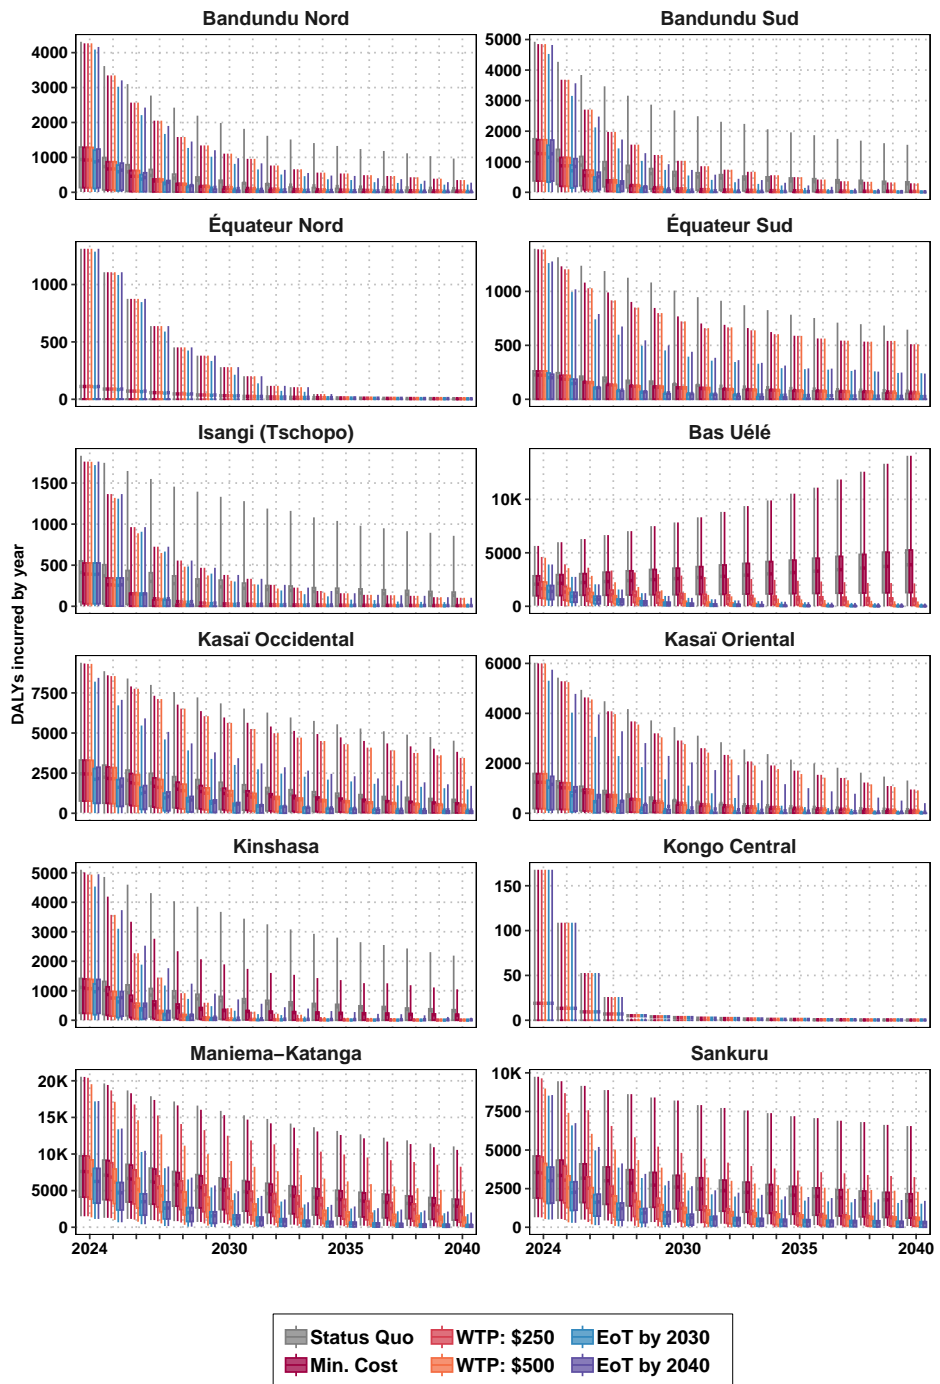 Bandundu Nord
Bandundu Sud
4000
3000
2000
1000
0
5000
4000
3000
2000
1000
0
Équateur Nord
Équateur Sud
1000
500
0
1000
500
0
Isangi (Tschopo)
Bas Uélé
1500
1000
500
0
10K
5000
0
DALYs incurred by year
Kasaï Occidental
Kasaï Oriental
7500
5000
2500
0
6000
4000
2000
0
Kinshasa
Kongo Central
5000
4000
3000
2000
1000
0
150
100
50
0
Maniema−Katanga
Sankuru
20K
15K
10K
5000
0
10K
7500
5000
2500
0
2024 2030 2035 2040
2024 2030 2035 2040
Status Quo WTP: $250 EoT by 2030
Min. Cost WTP: $500 EoT by 2040